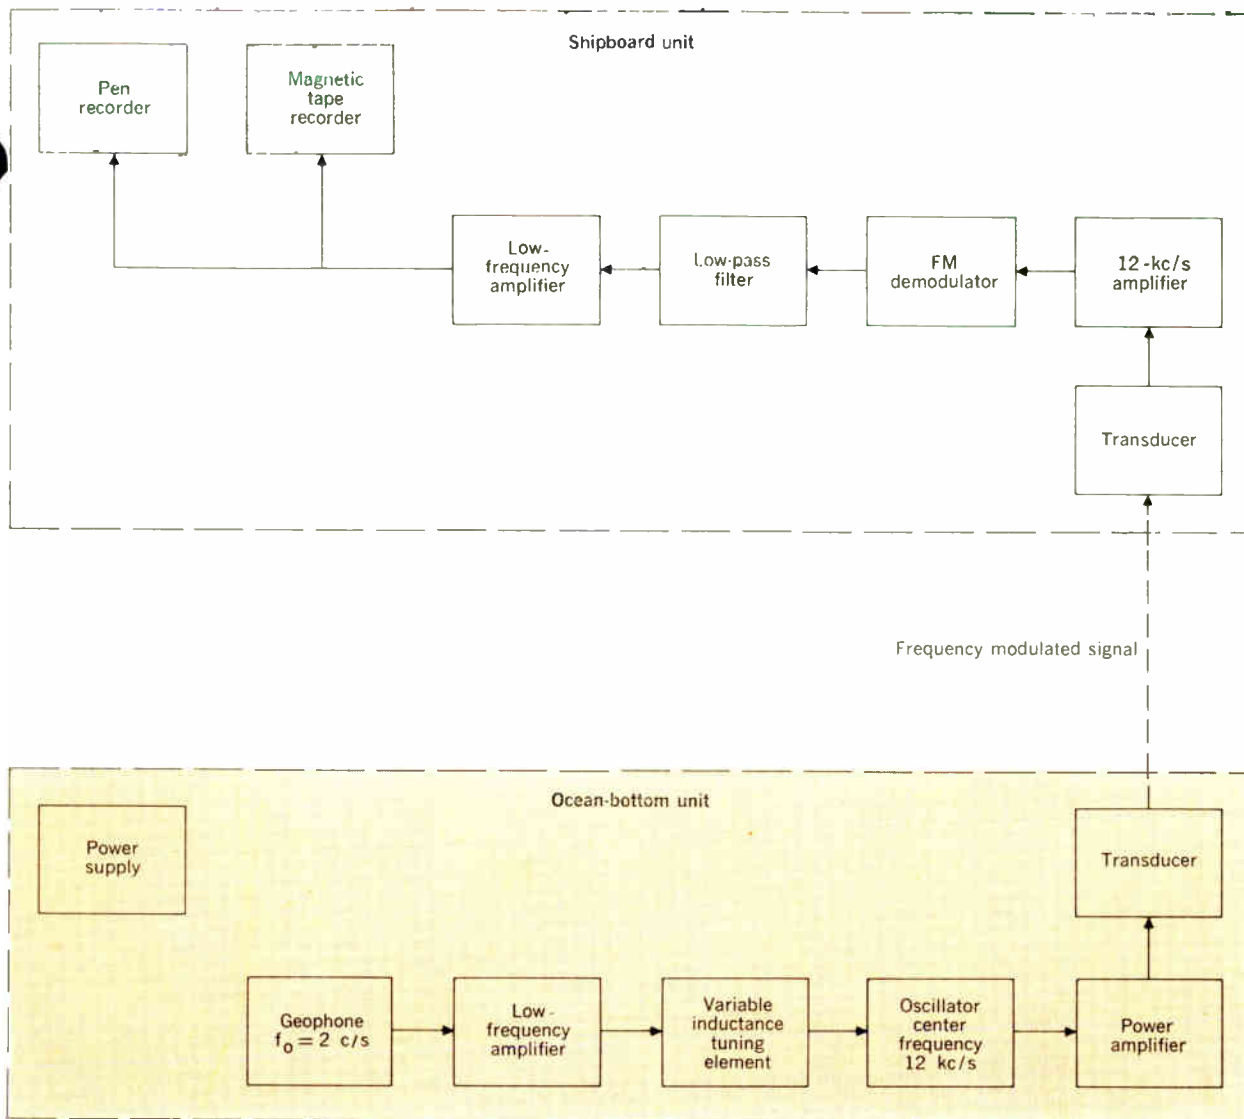 Shipboard unit
Pen
recorder
Magnetic
tape
recorder
Low-
frequency
amplifier
Low-pass
filter
FM
demodulator
12-kc/s
amplifier
Transducer
Frequency modulated signal
Ocean-bottom unit
Power
supply
Transducer
Geophone
f₀ = 2 c/s
Low-
frequency
amplifier
Variable
inductance
tuning
element
Oscillator
center
frequency
12 kc/s
Power
amplifier